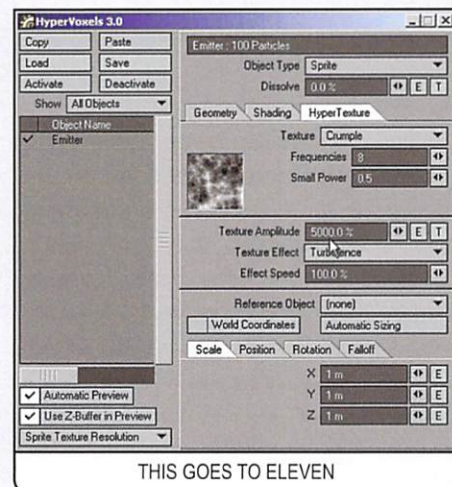 HyperVoxels 3.0
Copy Paste
Load Save
Activate Deactivate
Show All Objects
Object Name
Emitter
Automatic Preview
Use Z-Buffer in Preview
Sprite Texture Resolution
Emitter : 100 Particles
Object Type Sprite
Dissolve 0.0 % E T
Geometry Shading HyperTexture
Texture Crumple
Frequencies 8
Small Power 0.5
Texture Amplitude 5000.0 % E T
Texture Effect Turbulence
Effect Speed 100.0 %
Reference Object (none)
World Coordinates Automatic Sizing
Scale Position Rotation Falloff
X 1 m E
Y 1 m E
Z 1 m E
THIS GOES TO ELEVEN